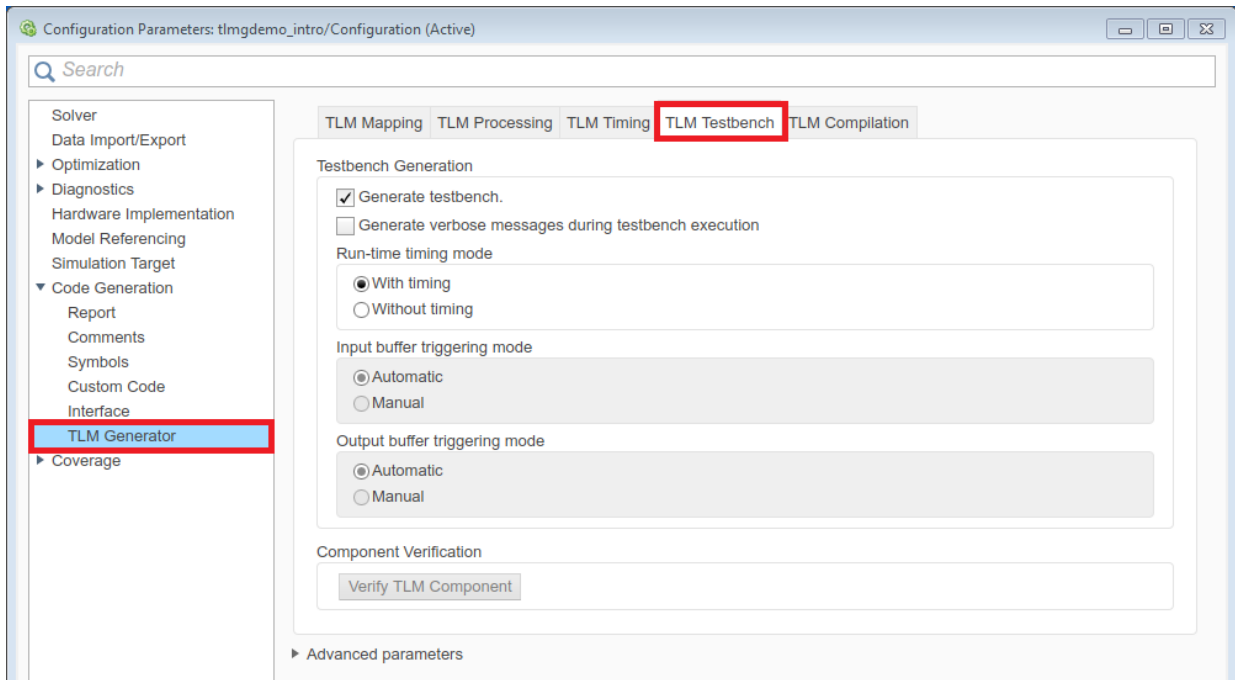 Configuration Parameters: tlmgdemo_intro/Configuration (Active)
Search
Solver
Data Import/Export
Optimization
Diagnostics
Hardware Implementation
Model Referencing
Simulation Target
Code Generation
Report
Comments
Symbols
Custom Code
Interface
TLM Generator
Coverage
TLM Mapping TLM Processing TLM Timing TLM Testbench TLM Compilation
Testbench Generation
Generate testbench.
Generate verbose messages during testbench execution
Run-time timing mode
With timing
Without timing
Input buffer triggering mode
Automatic
Manual
Output buffer triggering mode
Automatic
Manual
Component Verification
Verify TLM Component
Advanced parameters